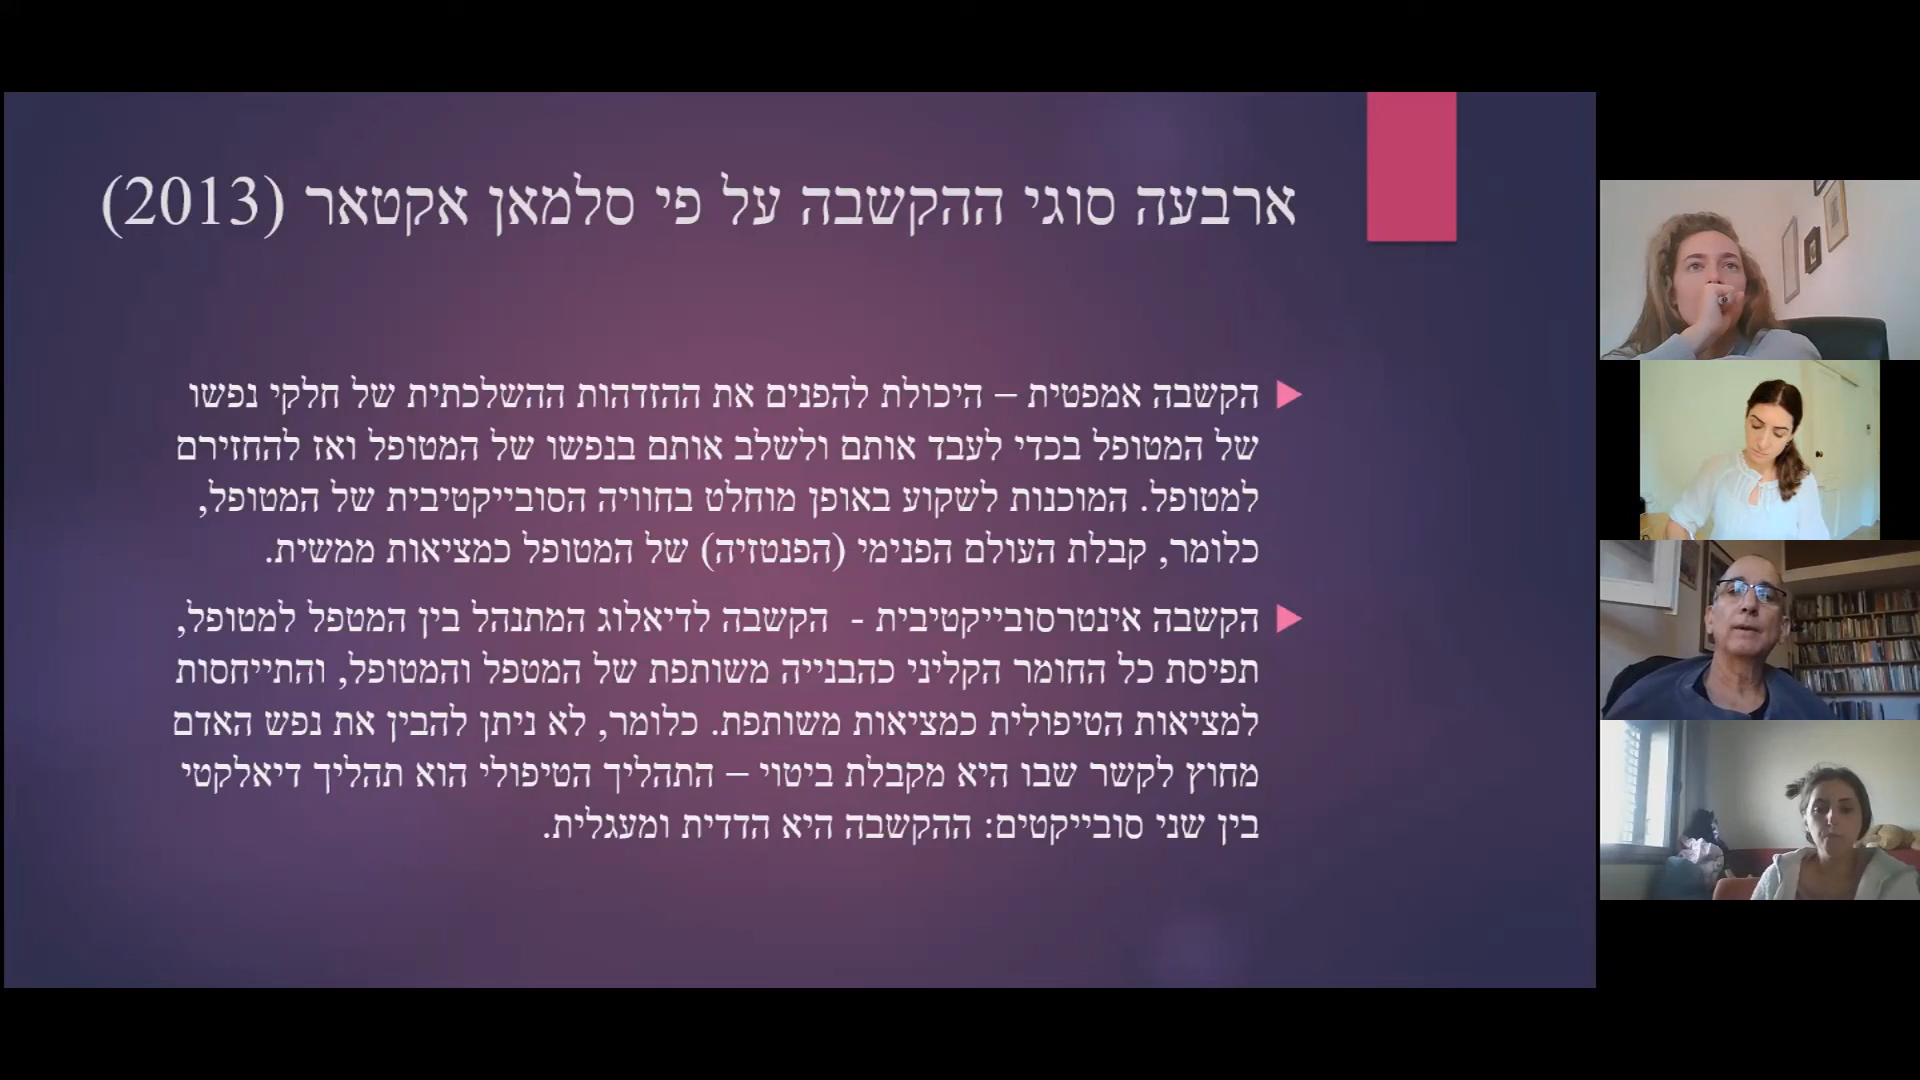 ארבעה סוגי ההקשבה על פי סלמאן אקטאר (2013)
הקשבה אמפטית – היכולת להפנים את ההזדהות ההשלכתית של חלקי נפשו
של המטופל בכדי לעבד אותם ולשלב אותם בנפשו של המטופל ואז להחזירם
למטופל. המוכנות לשקוע באופן מוחלט בחוויה הסובייקטיבית של המטופל,
כלומר, קבלת העולם הפנימי (הפנטזיה) של המטופל כמציאות ממשית.
הקשבה אינטרסובייקטיבית - הקשבה לדיאלוג המתנהל בין המטפל למטופל,
תפיסת כל החומר הקליני כהבנייה משותפת של המטפל והמטופל, והתייחסות
למציאות הטיפולית כמציאות משותפת. כלומר, לא ניתן להבין את נפש האדם
מחוץ לקשר שבו היא מקבלת ביטוי – התהליך הטיפולי הוא תהליך דיאלקטי
בין שני סובייקטים: ההקשבה היא הדדית ומעגלית.